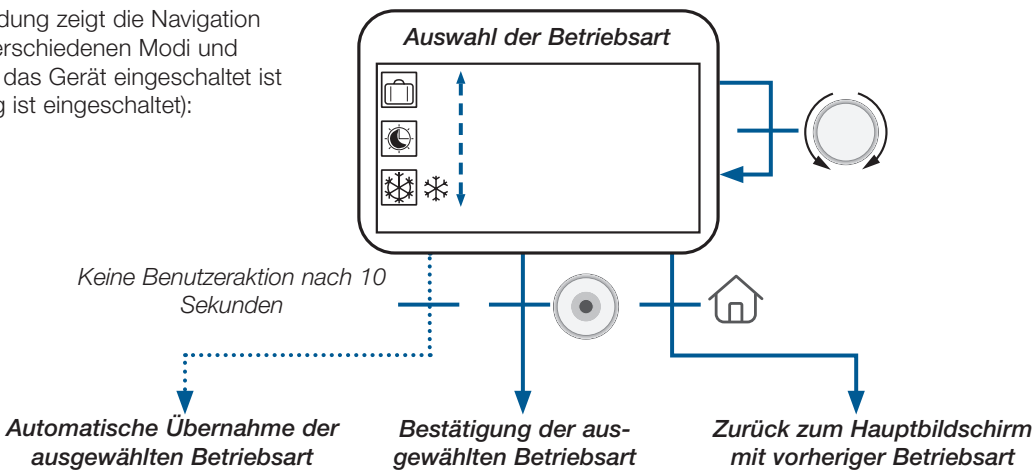 dung zeigt die Navigation
erschiedenen Modi und
das Gerät eingeschaltet ist
ist eingeschaltet):
Auswahl der Betriebsart
Keine Benutzeraktion nach 10
Sekunden
Automatische Übernahme der
ausgewählten Betriebsart
Bestätigung der aus-
gewählten Betriebsart
Zurück zum Hauptbildschirm
mit vorheriger Betriebsart